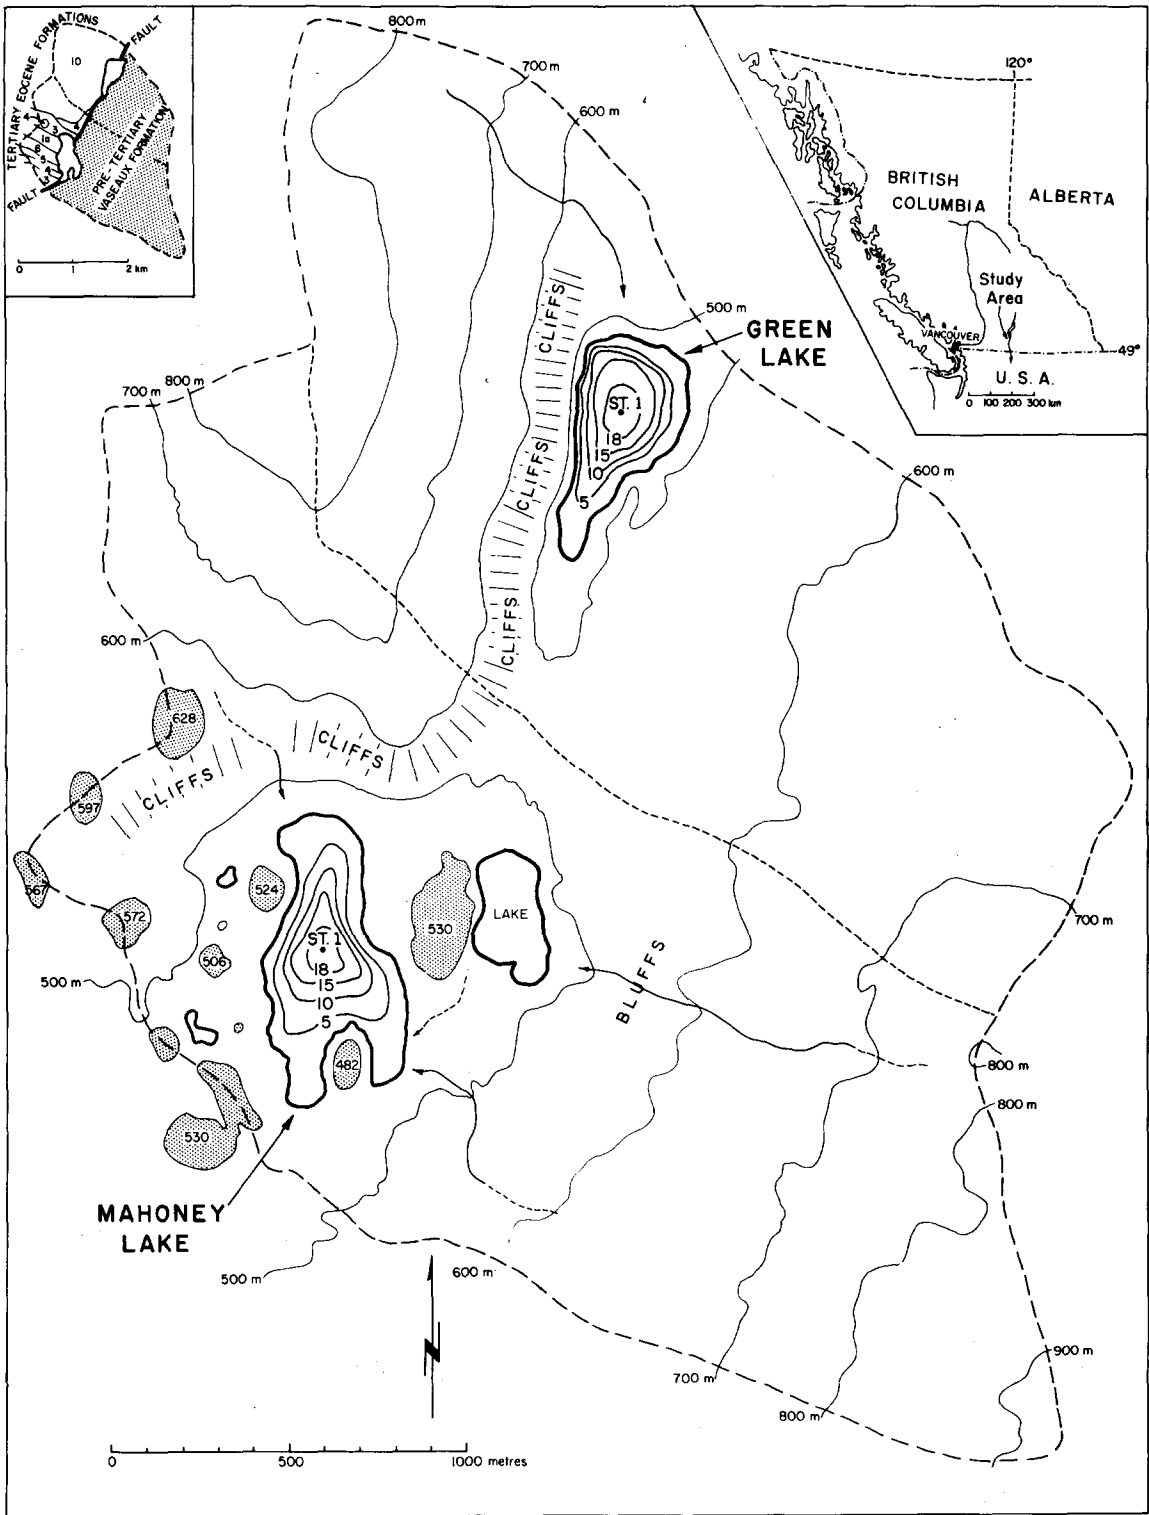 TERTIARY EOCENE FORMATIONS
FAULT
10
PRE-TERTIARY
VASEAUX FORMATION
FAULT
0 1 2 km
120°
BRITISH
COLUMBIA
ALBERTA
Study
Area
VANCOUVER
49°
U. S. A.
0 100 200 300 km
800 m
700 m
600 m
500 m
GREEN
LAKE
CLIFFS
CLIFFS
CLIFFS
ST. 1
18
15
10
5
800 m
700 m
600 m
600 m
628
CLIFFS
CLIFFS
597
567
572
524
506
500 m
530
LAKE
ST. 1
18
15
10
5
482
530
BLUFFS
700 m
800 m
800 m
MAHONEY
LAKE
500 m
600 m
700 m
800 m
900 m
N
0 500 1000 metres